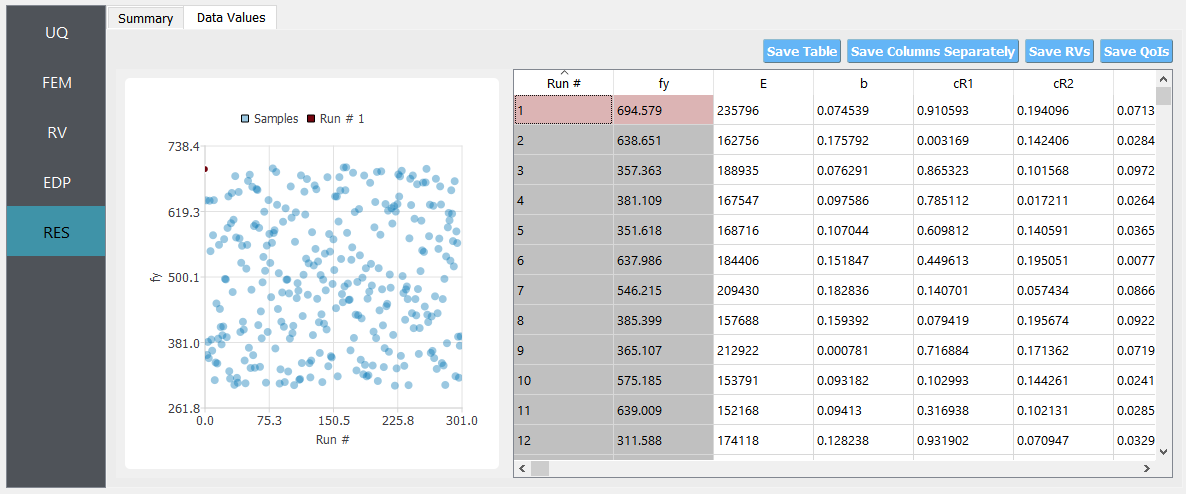 UQ
FEM
RV
EDP
RES
Summary Data Values
Save Table Save Columns Separately Save RVs Save QoIs
Samples Run # 1
738.4
619.3
500.1
381.0
261.8
fy
0.0 75.3 150.5 225.8 301.0
Run #
Run # fy E b cR1 cR2
1 694.579 235796 0.074539 0.910593 0.194096 0.0713
2 638.651 162756 0.175792 0.003169 0.142406 0.0284
3 357.363 188935 0.076291 0.865323 0.101568 0.0972
4 381.109 167547 0.097586 0.785112 0.017211 0.0264
5 351.618 168716 0.107044 0.609812 0.140591 0.0365
6 637.986 184406 0.151847 0.449613 0.195051 0.0077
7 546.215 209430 0.182836 0.140701 0.057434 0.0866
8 385.399 157688 0.159392 0.079419 0.195674 0.0922
9 365.107 212922 0.000781 0.716884 0.171362 0.0719
10 575.185 153791 0.093182 0.102993 0.144261 0.0241
11 639.009 152168 0.09413 0.316938 0.102131 0.0285
12 311.588 174118 0.128238 0.931902 0.070947 0.0329